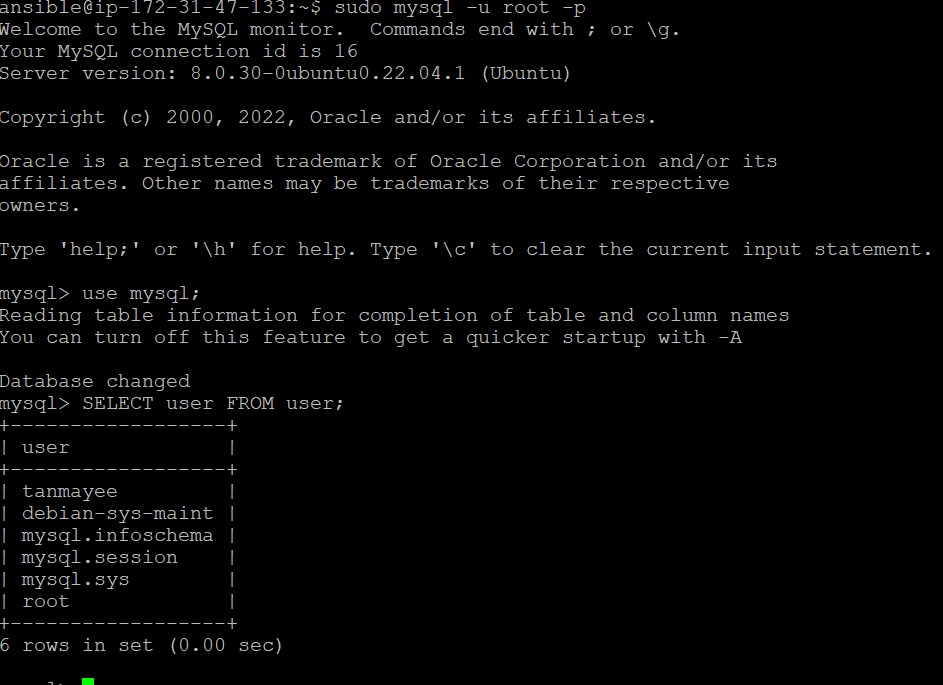 ansible@ip-172-31-47-133:~$ sudo mysql -u root -p
Welcome to the MySQL monitor.  Commands end with ; or \g.
Your MySQL connection id is 16
Server version: 8.0.30-0ubuntu0.22.04.1 (Ubuntu)
Copyright (c) 2000, 2022, Oracle and/or its affiliates.
Oracle is a registered trademark of Oracle Corporation and/or its
affiliates. Other names may be trademarks of their respective
owners.
Type 'help;' or '\h' for help. Type '\c' to clear the current input statement.
mysql> use mysql;
Reading table information for completion of table and column names
You can turn off this feature to get a quicker startup with -A
Database changed
mysql> SELECT user FROM user;
+------------------+
| user             |
+------------------+
| tanmayee         |
| debian-sys-maint |
| mysql.infoschema |
| mysql.session    |
| mysql.sys        |
| root             |
+------------------+
6 rows in set (0.00 sec)